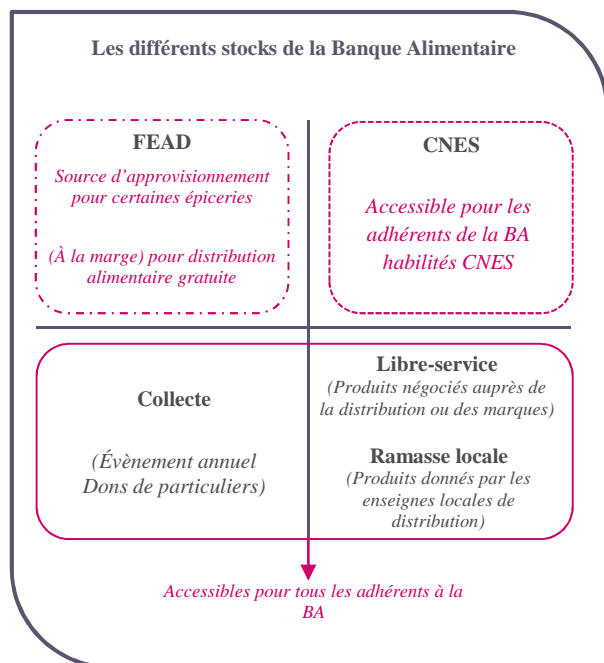 Les différents stocks de la Banque Alimentaire
FEAD
Source d'approvisionnement
pour certaines épiceries
(À la marge) pour distribution
alimentaire gratuite
CNES
Accessible pour les
adhérents de la BA
habilités CNES
Collecte
(Évènement annuel
Dons de particuliers)
Libre-service
(Produits négociés auprès de
la distribution ou des marques)
Ramasse locale
(Produits donnés par les
enseignes locales de
distribution)
Accessibles pour tous les adhérents à la
BA